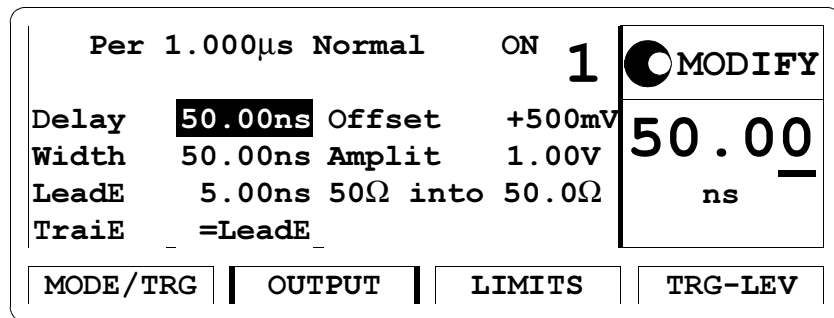 Per 1.000μs Normal ON 1
MODIFY
Delay 50.00ns Offset +500mV
50.00
Width 50.00ns Amplit 1.00V
LeadE 5.00ns 50Ω into 50.0Ω
ns
TraiE =LeadE
MODE/TRG OUTPUT LIMITS TRG-LEV